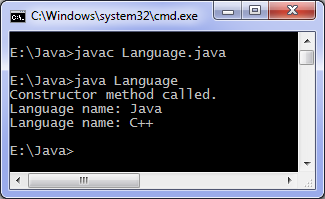 C:\Windows\system32\cmd.exe
E:\Java>javac Language.java
E:\Java>java Language
Constructor method called.
Language name: Java
Language name: C++
E:\Java>